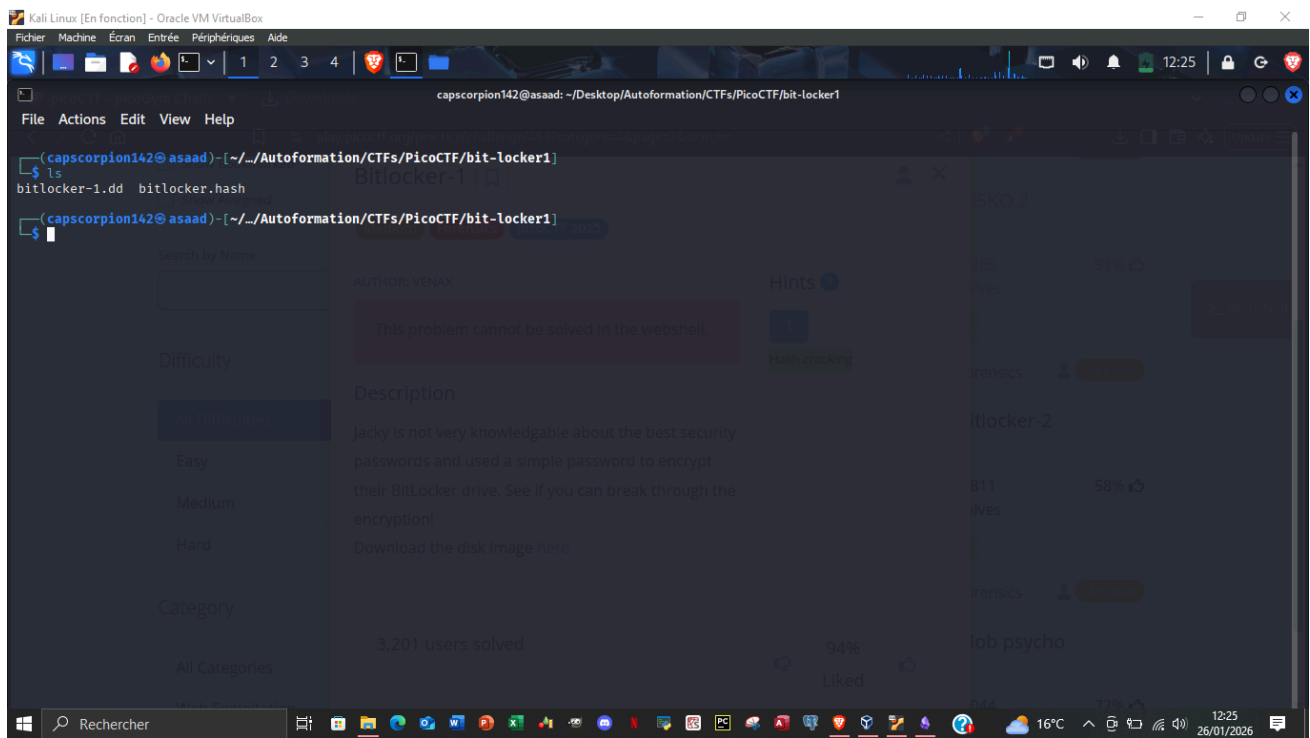 Kali Linux [En fonction] - Oracle VM VirtualBox
Fichier Machine Écran Entrée Périphériques Aide
1 2 3 4
12:25
capscorpion142@asaad: ~/Desktop/Autoformation/CTFs/PicoCTF/bit-locker1
File Actions Edit View Help
(capscorpion142㉿asaad)-[~/…/Autoformation/CTFs/PicoCTF/bit-locker1]
$ ls
bitlocker-1.dd bitlocker.hash
(capscorpion142㉿asaad)-[~/…/Autoformation/CTFs/PicoCTF/bit-locker1]
$
Bitlocker-1
Search by Name
AUTHOR: VENAX
Hints
1
This problem cannot be solved in the webshell.
Hash cracking
Difficulty
Description
Jacky is not very knowledgable about the best security
passwords and used a simple password to encrypt
their BitLocker drive. See if you can break through the
encryption!
Download the disk image here
Easy
Medium
Hard
Category
All Categories
3,201 users solved
94%
Liked
91%
itlocker-2
58%
ob psycho
72%
Rechercher
16°C
12:25
26/01/2026